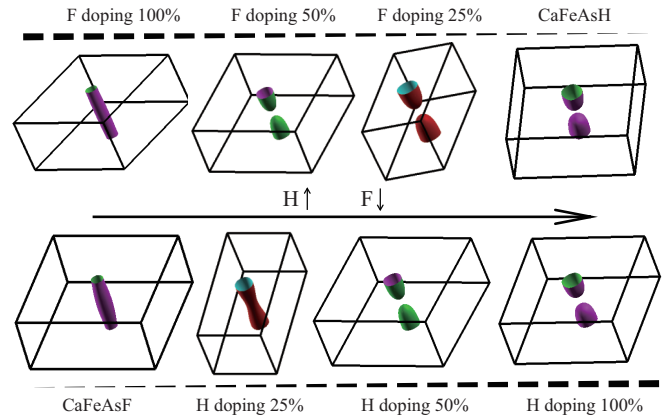 F doping 100% F doping 50% F doping 25% CaFeAsH
H↑ F↓
CaFeAsF H doping 25% H doping 50% H doping 100%